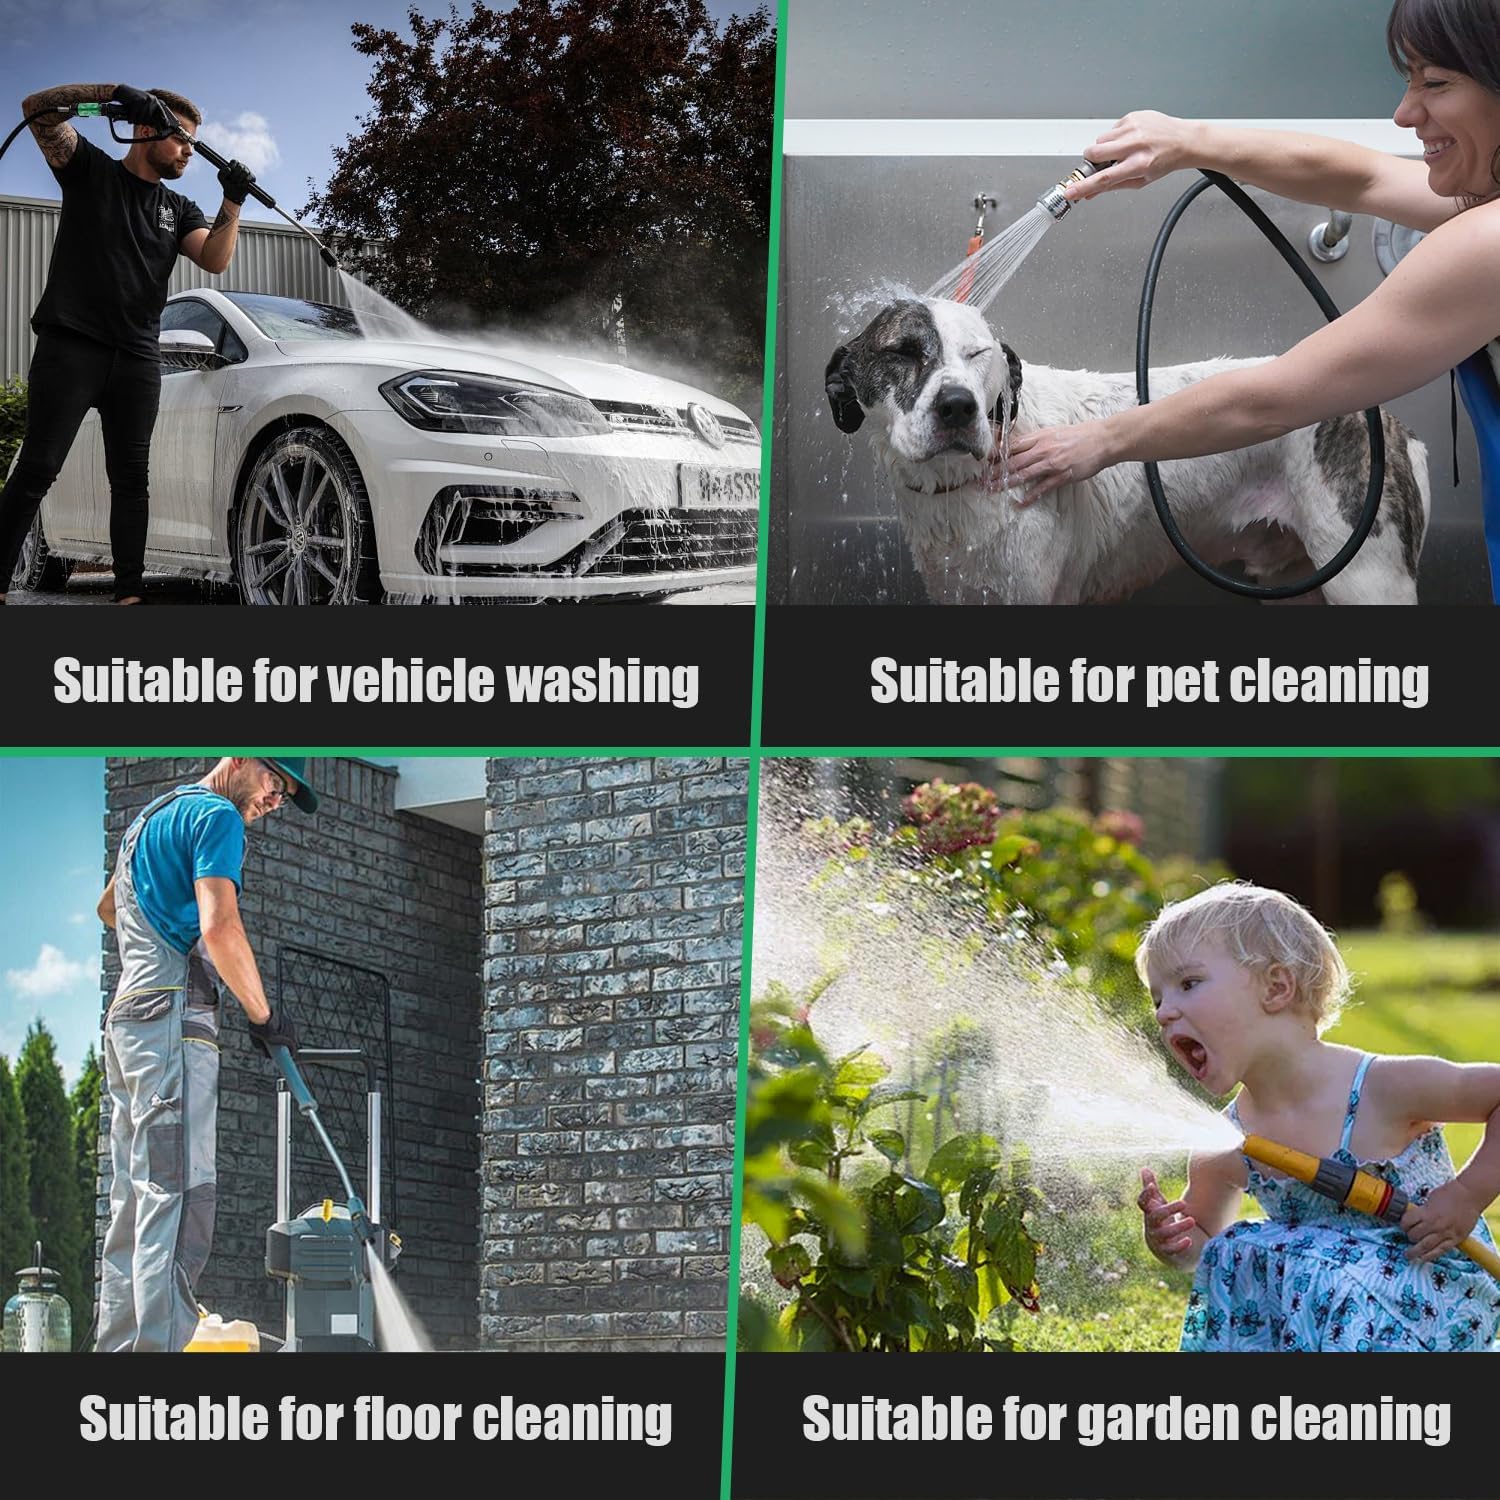 Suitable for vehicle washing
Suitable for pet cleaning
Suitable for floor cleaning
Suitable for garden cleaning